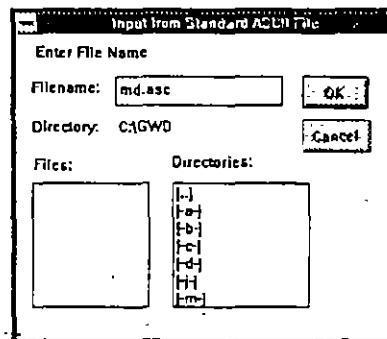 Input from Standard ASCII File
Enter File Name
Filename: md.asc
OK
Directory: C:\GWD
Cancel
Files:
Directories:
[..]
[-a-]
[-b-]
[-c-]
[-d-]
[-j-]
[-m-]